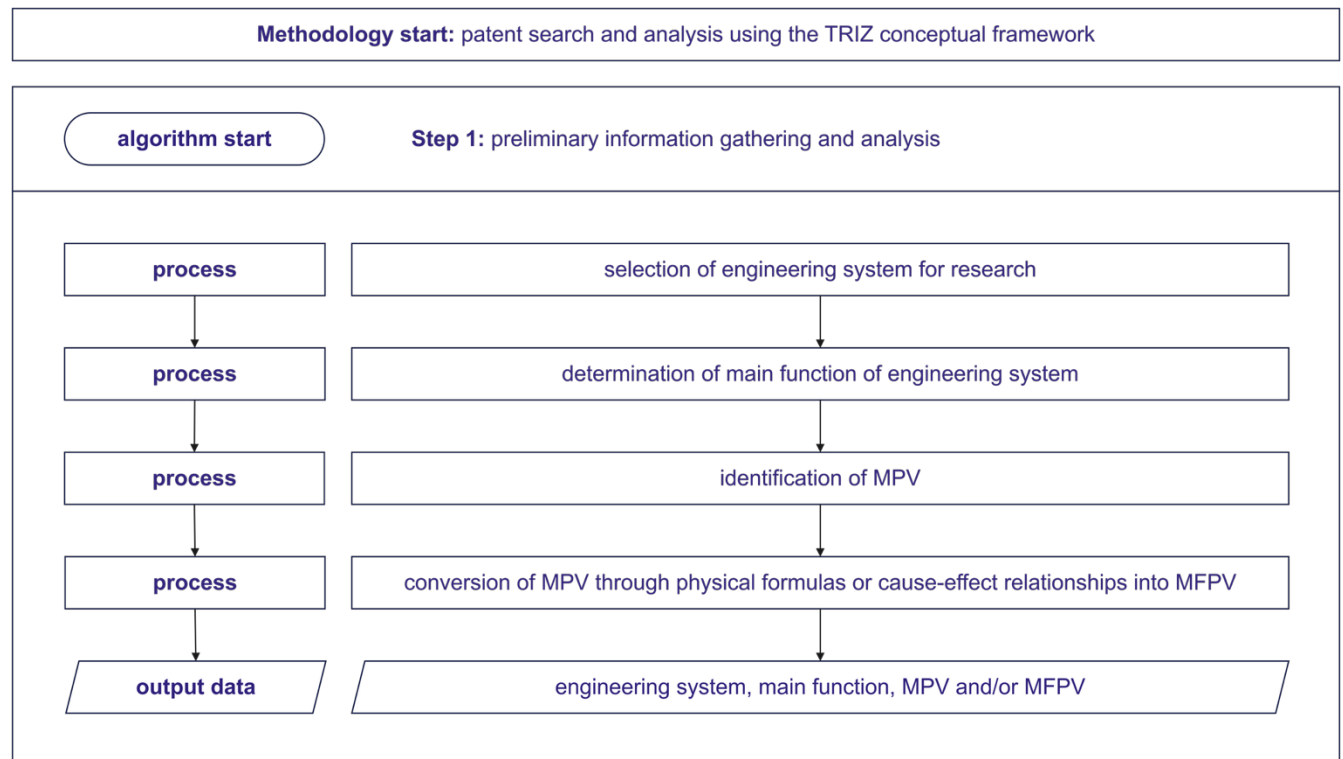 Methodology start: patent search and analysis using the TRIZ conceptual framework
algorithm start
Step 1: preliminary information gathering and analysis
process
selection of engineering system for research
process
determination of main function of engineering system
process
identification of MPV
process
conversion of MPV through physical formulas or cause-effect relationships into MFPV
output data
engineering system, main function, MPV and/or MFPV